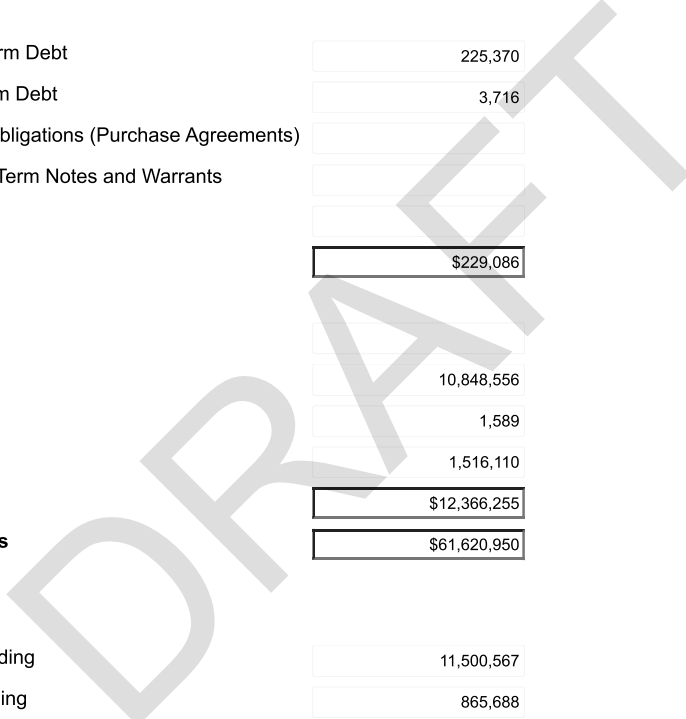 rm Debt 225,370
m Debt 3,716
bligations (Purchase Agreements)
Term Notes and Warrants
$229,086
10,848,556
1,589
1,516,110
$12,366,255
s $61,620,950
ding 11,500,567
ing 865,688
DRAFT